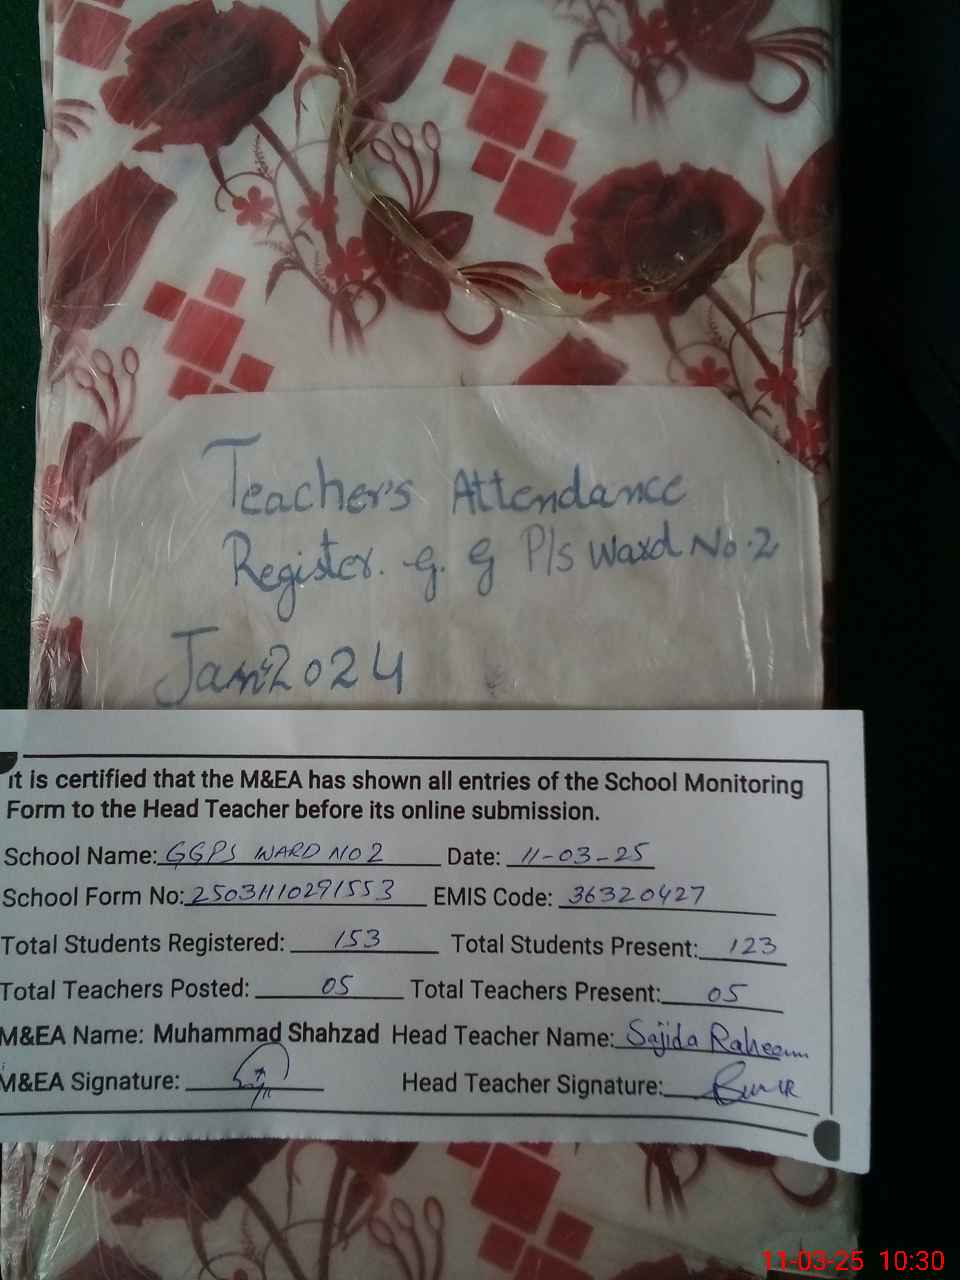 Teacher's Attendance
Register. G. G P/S Ward No. 2
Jan 2024
It is certified that the M&EA has shown all entries of the School Monitoring
Form to the Head Teacher before its online submission.
School Name: GGPS WARD NO 2 Date: 11-03-25
School Form No: 25031110291553 EMIS Code: 36320427
Total Students Registered: 153 Total Students Present: 123
Total Teachers Posted: 05 Total Teachers Present: 05
M&EA Name: Muhammad Shahzad Head Teacher Name: Sajida Raheem
M&EA Signature: Head Teacher Signature:
11-03-25 10:30